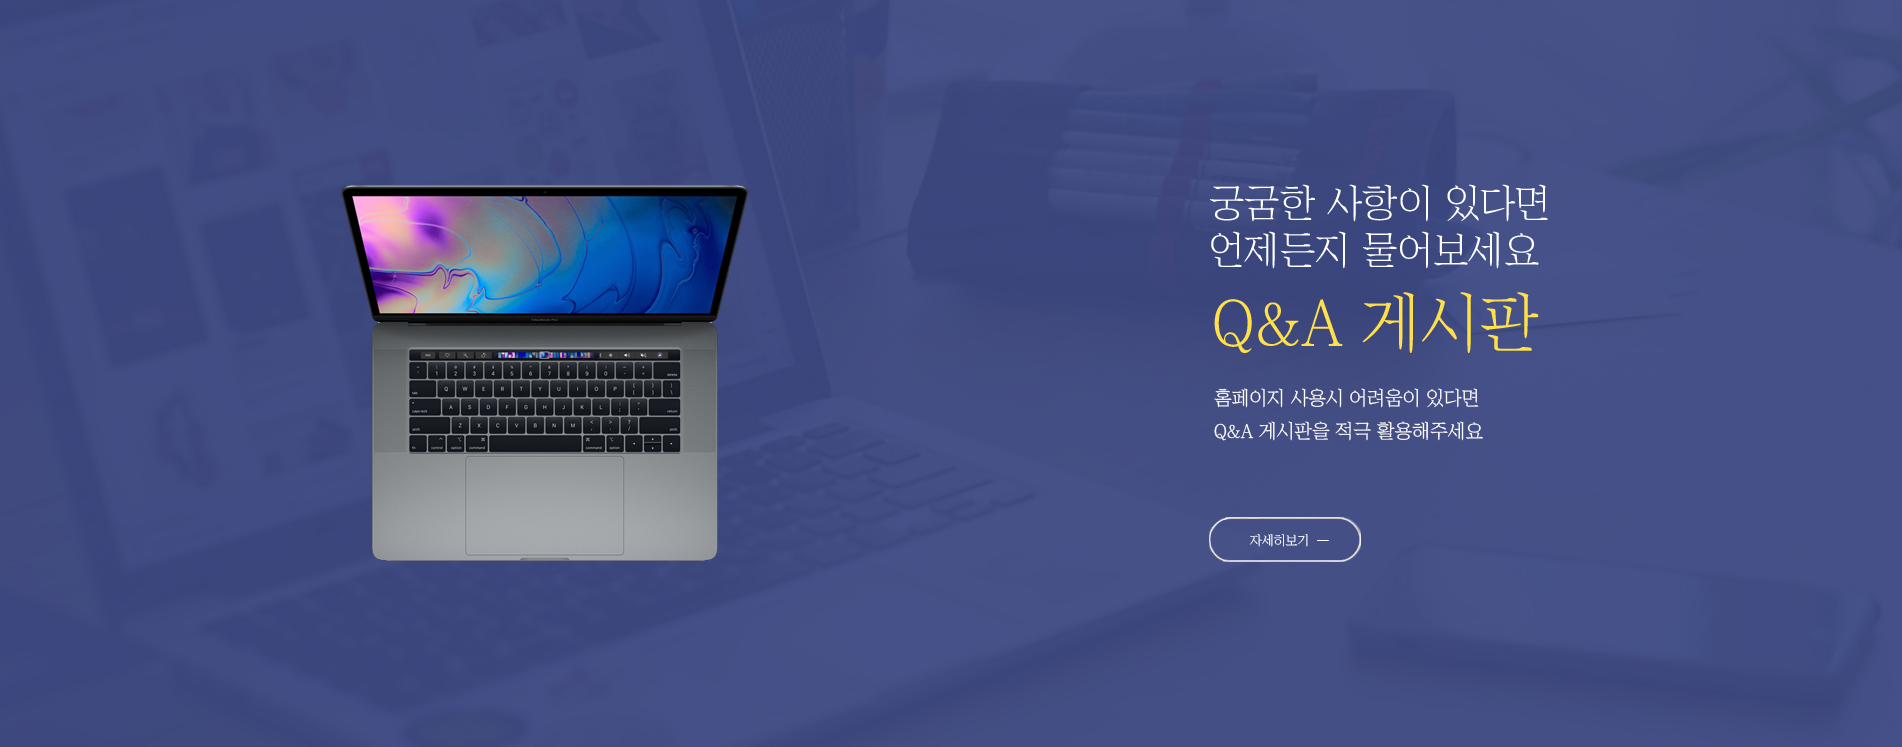 궁굼한 사항이 있다면
언제든지 물어보세요
Q&A 게시판
홈페이지 사용시 어려움이 있다면
Q&A 게시판을 적극 활용해주세요
자세히보기